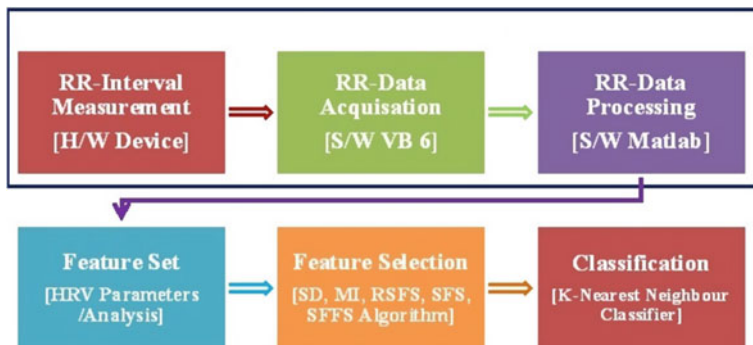 RR-Interval
Measurement
[H/W Device]
RR-Data
Acquisation
[S/W VB 6]
RR-Data
Processing
[S/W Matlab]
Feature Set
[HRV Parameters
/Analysis]
Feature Selection
[SD, MI, RSFS, SFS,
SFFS Algorithm]
Classification
[K-Nearest Neighbour
Classifier]